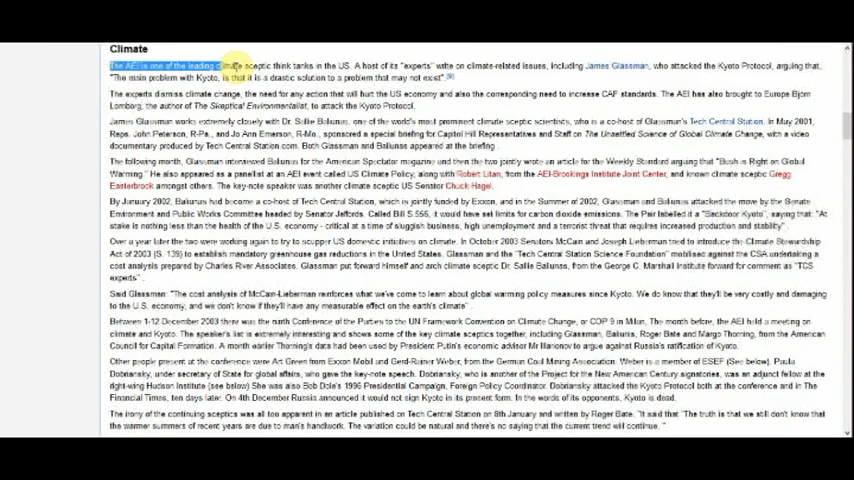 Climate
The AEI is one of the leading climate sceptic think tanks in the US. A host of its "experts" write on climate-related issues, including James Glassman, who attacked the Kyoto Protocol, arguing that,
"The main problem with Kyoto, is that it is a drastic solution to a problem that may not exist".[9]
The experts dismiss climate change, the need for any action that will hurt the US economy and also the corresponding need to increase CAF standards. The AEI has also brought to Europe Bjorn
Lomborg, the author of The Skeptical Environmentalist, to attack the Kyoto Protocol.
James Glassman works extremely closely with Dr. Sallie Baliunas, one of the world's most prominent climate sceptic scientists, who is a co-host of Glassman's Tech Central Station. In May 2001,
Reps. John Peterson, R-Pa., and Jo Ann Emerson, R-Mo., sponsored a special briefing for Capitol Hill Representatives and Staff on The Unsettled Science of Global Climate Change, with a video
documentary produced by Tech Central Station.com. Both Glassman and Baliunas appeared at the briefing .
The following month, Glassman interviewed Baliunas for the American Spectator magazine and then the two jointly wrote an article for the Weekly Standard arguing that "Bush is Right on Global
Warming." He also appeared as a panelist at an AEI event called US Climate Policy, along with Robert Litan, from the AEI-Brookings Institute Joint Center, and known climate sceptic Gregg
Easterbrook amongst others. The key-note speaker was another climate sceptic US Senator Chuck Hagel.
By January 2002, Baliunas had become a co-host of Tech Central Station, which is jointly funded by Exxon, and in the Summer of 2002, Glassman and Baliunas attacked the move by the Senate
Environment and Public Works Committee headed by Senator Jeffords. Called Bill S.556, it would have set limits for carbon dioxide emissions. The Pair labelled it a "Backdoor Kyoto", saying that: "At
stake is nothing less than the health of the U.S. economy - critical at a time of sluggish business, high unemployment and a terrorist threat that requires increased production and stability" .
Over a year later the two were working again to try to scupper US domestic initiatives on climate. In October 2003 Senators McCain and Joseph Lieberman tried to introduce the Climate Stewardship
Act of 2003 (S. 139) to establish mandatory greenhouse gas reductions in the United States, Glassman and the "Tech Central Station Science Foundation" mobilised against the CSA undertaking a
cost analysis prepared by Charles River Associates. Glassman put forward himself and arch climate sceptic Dr. Sallie Baliunas, from the George C. Marshall Institute forward for comment as "TCS
experts" .
Said Glassman: "The cost analysis of McCain-Lieberman reinforces what we've come to learn about global warming policy measures since Kyoto. We do know that they'll be very costly and damaging
to the U.S. economy, and we don't know if they'll have any measurable effect on the earth's climate" .
Between 1-12 December 2003 there was the ninth Conference of the Parties to the UN Framework Convention on Climate Change, or COP 9 in Milan, The month before, the AEI held a meeting on
climate and Kyoto. The speaker's list is extremely interesting and shows some of the key climate sceptics together, including Glassman, Baliunas, Roger Bate and Margo Thorning, from the American
Council for Capital Formation. A month earlier Thorning's data had been used by President Putin's economic advisor Mr Illarionov to argue against Russia's ratification of Kyoto.
Other people present at the conference were Art Green from Exxon Mobil and Gerd-Rainer Weber, from the German Coal Mining Association. Weber is a member of ESEF (See below). Paula
Dobriansky, under secretary of State for global affairs, who gave the key-note speech. Dobriansky, who is another of the Project for the New American Century signatories, was an adjunct fellow at the
right-wing Hudson Institute (see below) She was also Bob Dole's 1996 Presidential Campaign, Foreign Policy Coordinator. Dobriansky attacked the Kyoto Protocol both at the conference and in The
Financial Times, ten days later. On 4th December Russia announced it would not sign Kyoto in its present form. In the words of its opponents, Kyoto is dead.
The irony of the continuing sceptics was all too apparent in an article published on Tech Central Station on 8th January and written by Roger Bate. "It said that "The truth is that we still don't know that
the warmer summers of recent years are due to man's handiwork. The variation could be natural and there's no saying that the current trend will continue. "